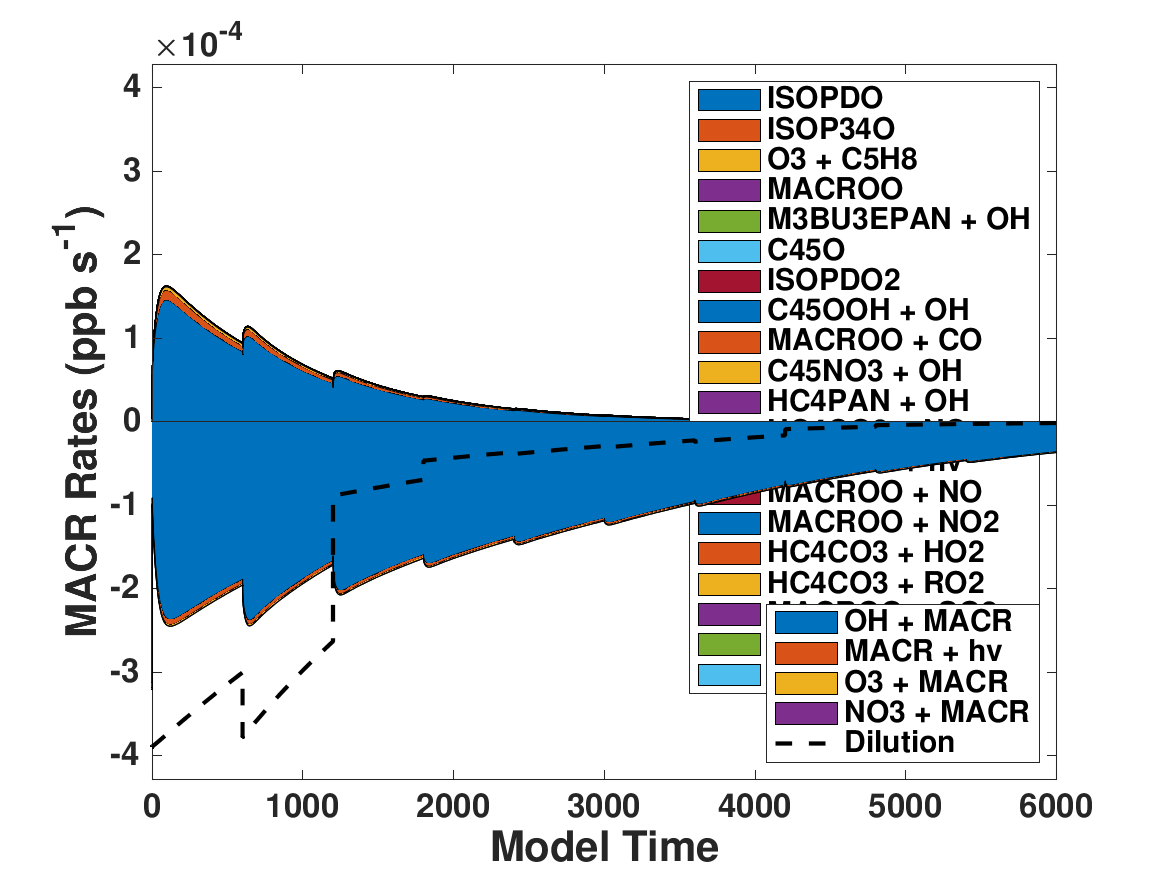 ×10-4
4
3
2
1
0
-1
-2
-3
-4
MACR Rates (ppb s-1)
0
1000
2000
3000
4000
5000
6000
Model Time
ISOPDO
ISOP34O
O3 + C5H8
MACROO
M3BU3EPAN + OH
C45O
ISOPDO2
C45OOH + OH
MACROO + CO
C45NO3 + OH
HC4PAN + OH
+ hv
MACROO + NO
MACROO + NO2
HC4CO3 + HO2
HC4CO3 + RO2
OH + MACR
MACR + hv
O3 + MACR
NO3 + MACR
Dilution